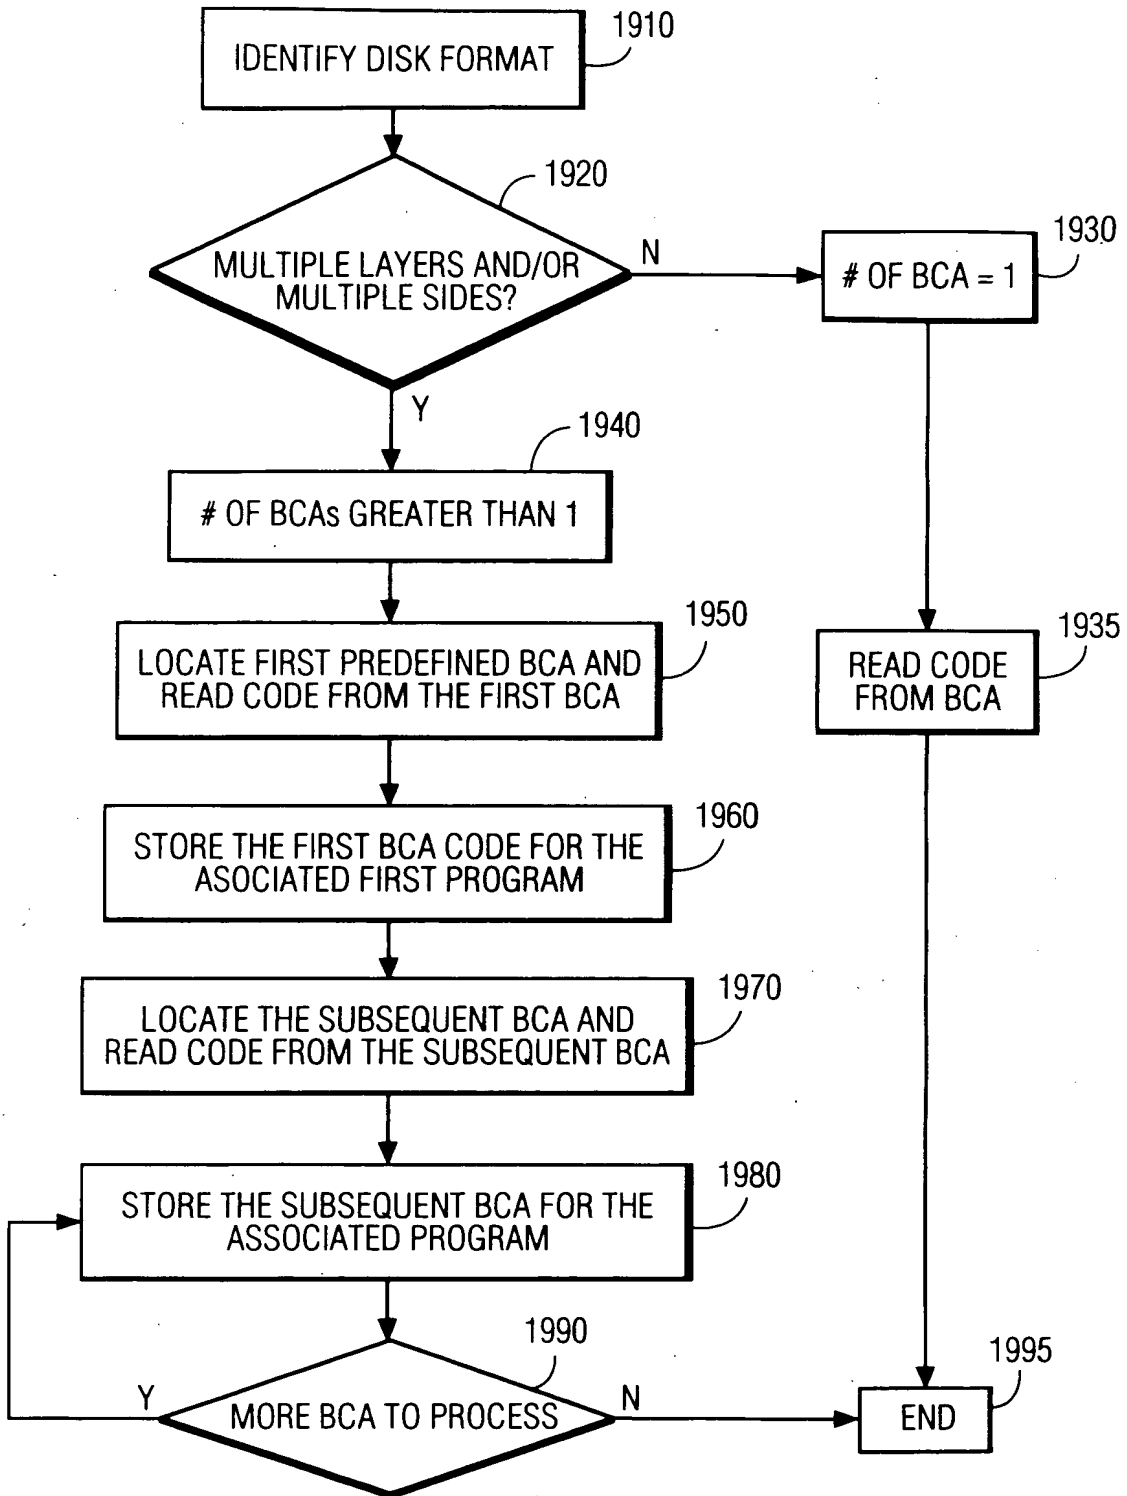 IDENTIFY DISK FORMAT
1910
1920
MULTIPLE LAYERS AND/OR
MULTIPLE SIDES?
N
1930
# OF BCA = 1
Y
1940
# OF BCAs GREATER THAN 1
1950
LOCATE FIRST PREDEFINED BCA AND
READ CODE FROM THE FIRST BCA
1935
READ CODE
FROM BCA
1960
STORE THE FIRST BCA CODE FOR THE
ASOCIATED FIRST PROGRAM
1970
LOCATE THE SUBSEQUENT BCA AND
READ CODE FROM THE SUBSEQUENT BCA
1980
STORE THE SUBSEQUENT BCA FOR THE
ASSOCIATED PROGRAM
1990
Y
MORE BCA TO PROCESS
N
1995
END